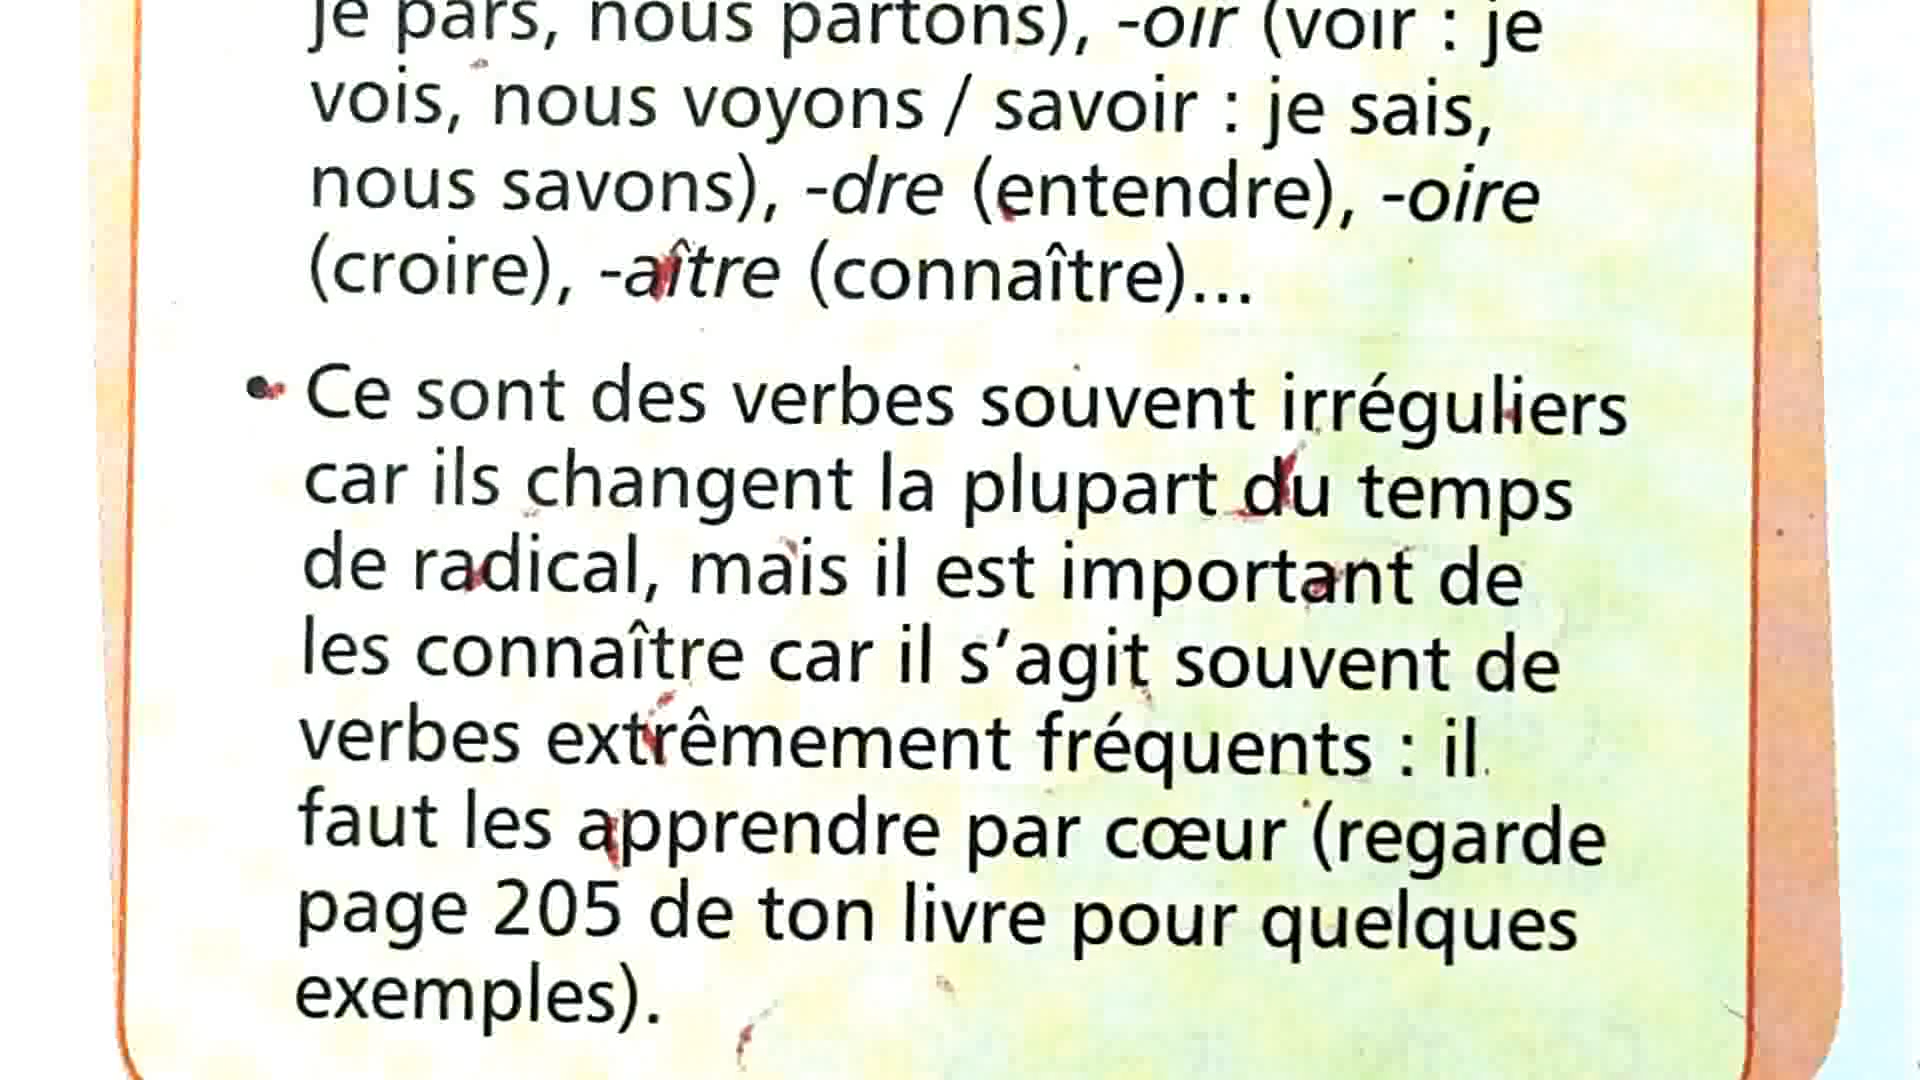 je pars, nous partons), -oir (voir : je
vois, nous voyons / savoir : je sais,
nous savons), -dre (entendre), -oire
(croire), -aître (connaître)...
• Ce sont des verbes souvent irréguliers
car ils changent la plupart du temps
de radical, mais il est important de
les connaître car il s’agit souvent de
verbes extrêmement fréquents : il
faut les apprendre par cœur (regarde
page 205 de ton livre pour quelques
exemples).